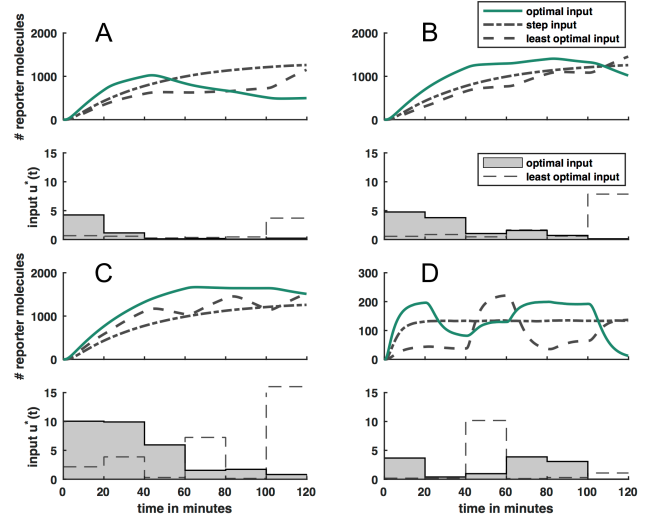 A
# reporter molecules
2000
1000
0
input u*(t)
15
10
5
0
B
optimal input
step input
least optimal input
2000
1000
0
optimal input
least optimal input
15
10
5
0
C
# reporter molecules
2000
1000
0
input u*(t)
15
10
5
0
0 20 40 60 80 100 120
time in minutes
D
300
200
100
0
15
10
5
0
0 20 40 60 80 100 120
time in minutes